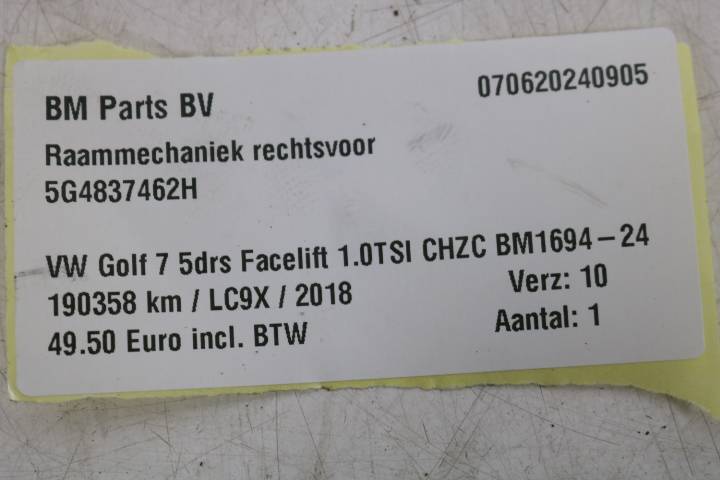 BM Parts BV
070620240905
Raammechaniek rechtsvoor
5G4837462H
VW Golf 7 5drs Facelift 1.0TSI CHZC BM1694-24
190358 km / LC9X / 2018
Verz: 10
49.50 Euro incl. BTW
Aantal: 1